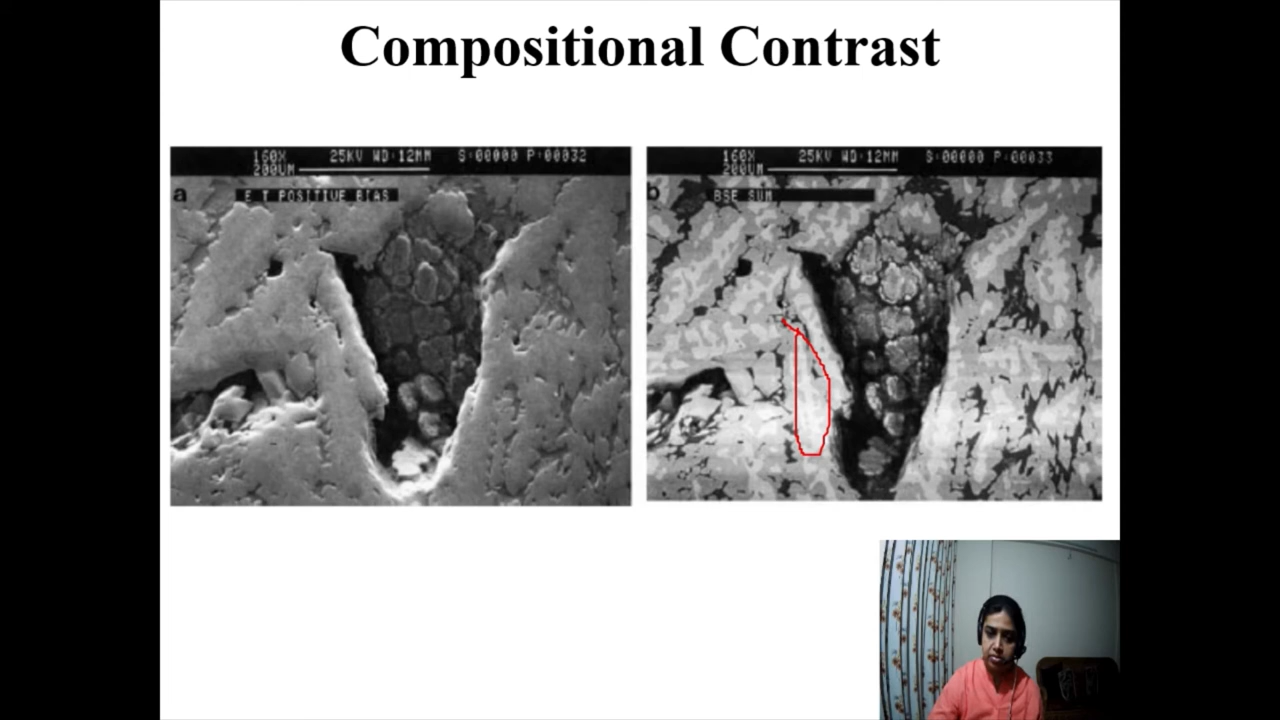 Compositional Contrast
160X 25KV WD:12MM S:00000 P:00032
200UM
a E T POSITIVE BIAS
160X 25KV WD:12MM S:00000 P:00033
200UM
b BSE SUM